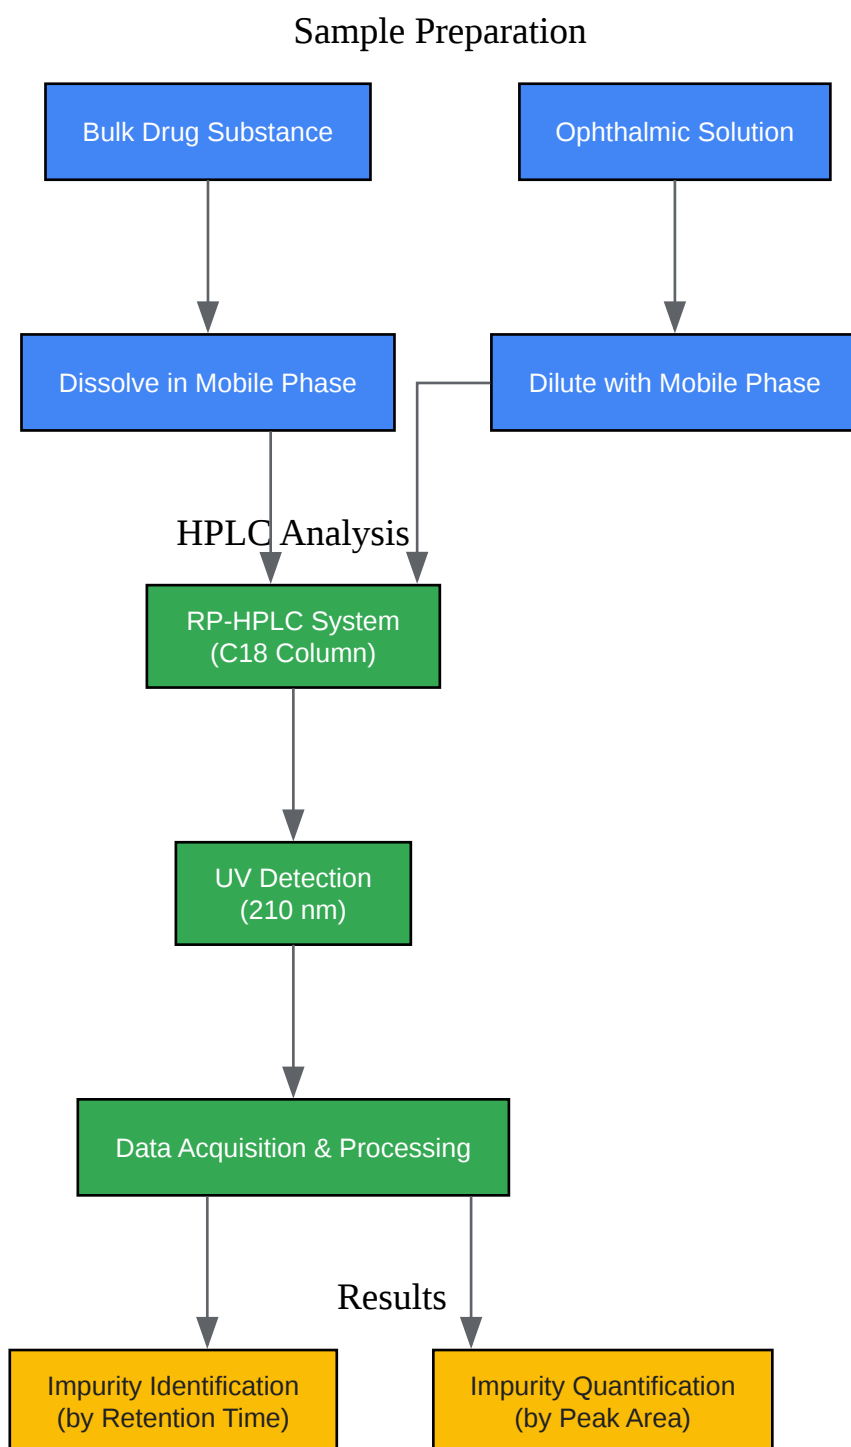 Sample Preparation
Bulk Drug Substance
Ophthalmic Solution
Dissolve in Mobile Phase
Dilute with Mobile Phase
HPLC Analysis
RP-HPLC System
(C18 Column)
UV Detection
(210 nm)
Data Acquisition & Processing
Results
Impurity Identification
(by Retention Time)
Impurity Quantification
(by Peak Area)